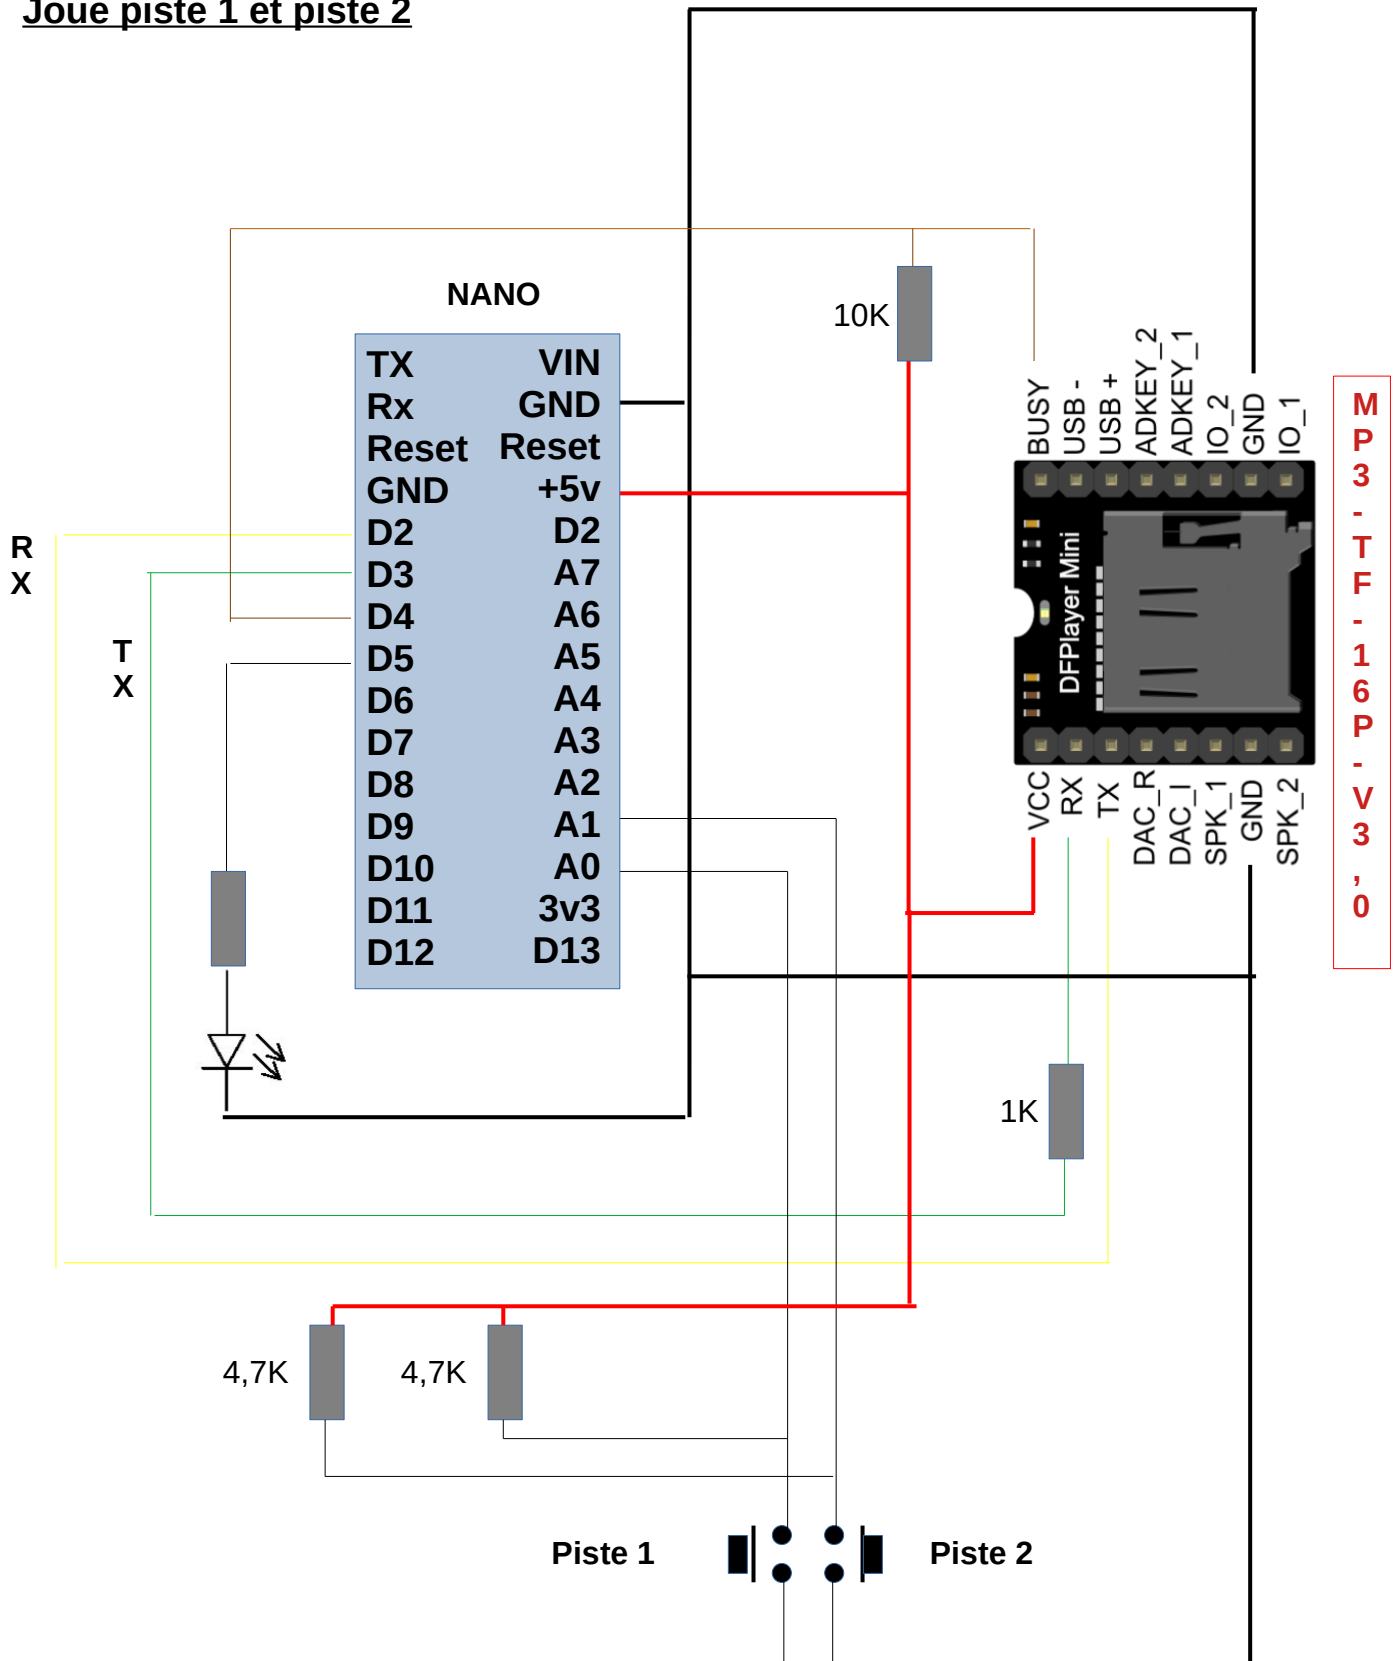 Joue piste 1 et piste 2
NANO
10K
TX VIN
Rx GND
Reset Reset
GND +5v
D2 D2
D3 A7
D4 A6
D5 A5
D6 A4
D7 A3
D8 A2
D9 A1
D10 A0
D11 3v3
D12 D13
RX
TX
BUSY
USB -
USB +
ADKEY_2
ADKEY_1
IO_2
GND
IO_1
DFPlayer Mini
VCC
RX
TX
DAC_R
DAC_I
SPK_1
GND
SPK_2
MP3-TF-16P-V3,0
1K
4,7K 4,7K
Piste 1 Piste 2